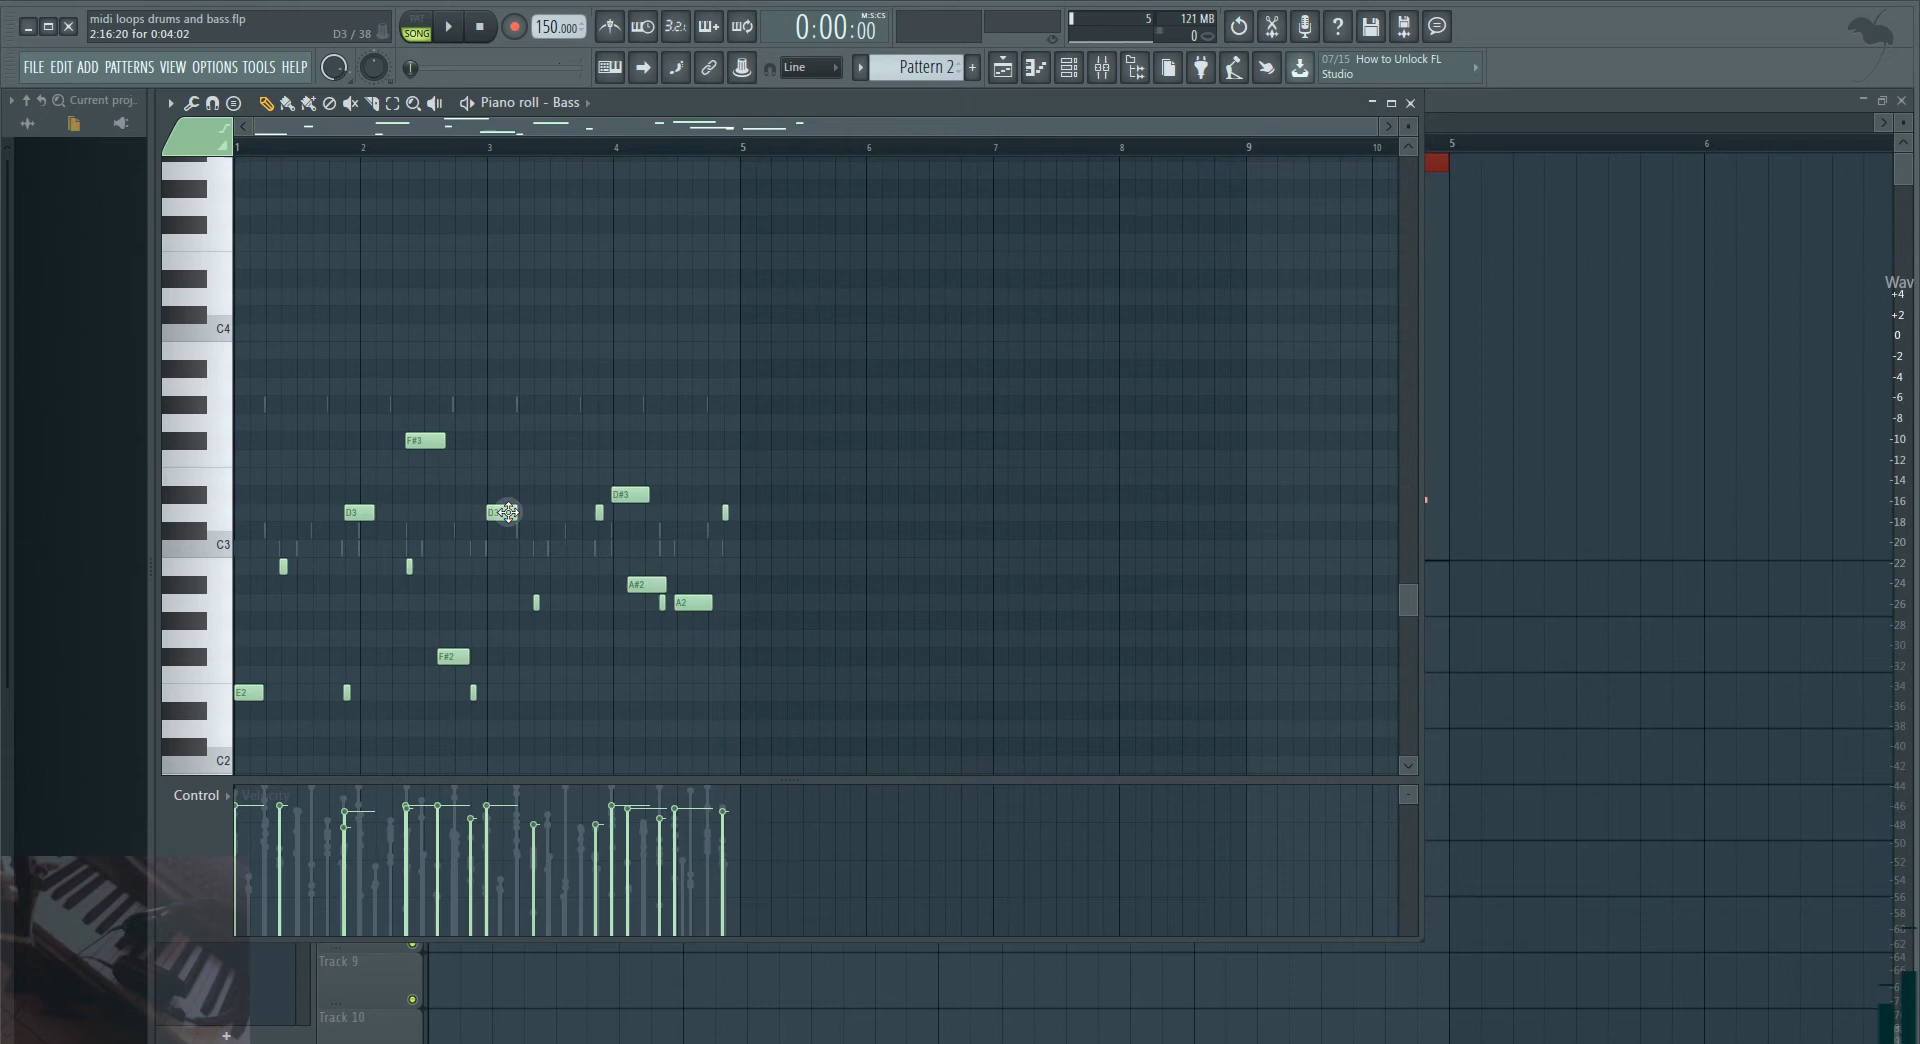 midi loops drums and bass.flp
2:16:20 for 0:04:02
D3 / 38
PAT
SONG
150.000
3.2.
0:00:00
M:S:CS
5
121 MB
0
?
FILE EDIT ADD PATTERNS VIEW OPTIONS TOOLS HELP
Line
Pattern 2
+
07/15 How to Unlock FL
Studio
Current proj..
Piano roll - Bass
1 2 3 4 5 6 7 8 9 10
5 6
C4
C3
C2
F#3
D3
D3
D#3
A#2
A2
F#2
E2
Control
Velocity
Track 9
Track 10
+
Wav
+4
+2
0
-2
-4
-6
-8
-10
-12
-14
-16
-18
-20
-22
-24
-26
-28
-30
-32
-34
-36
-38
-40
-42
-44
-46
-48
-50
-52
-54
-56
-58
-60
-62
-64